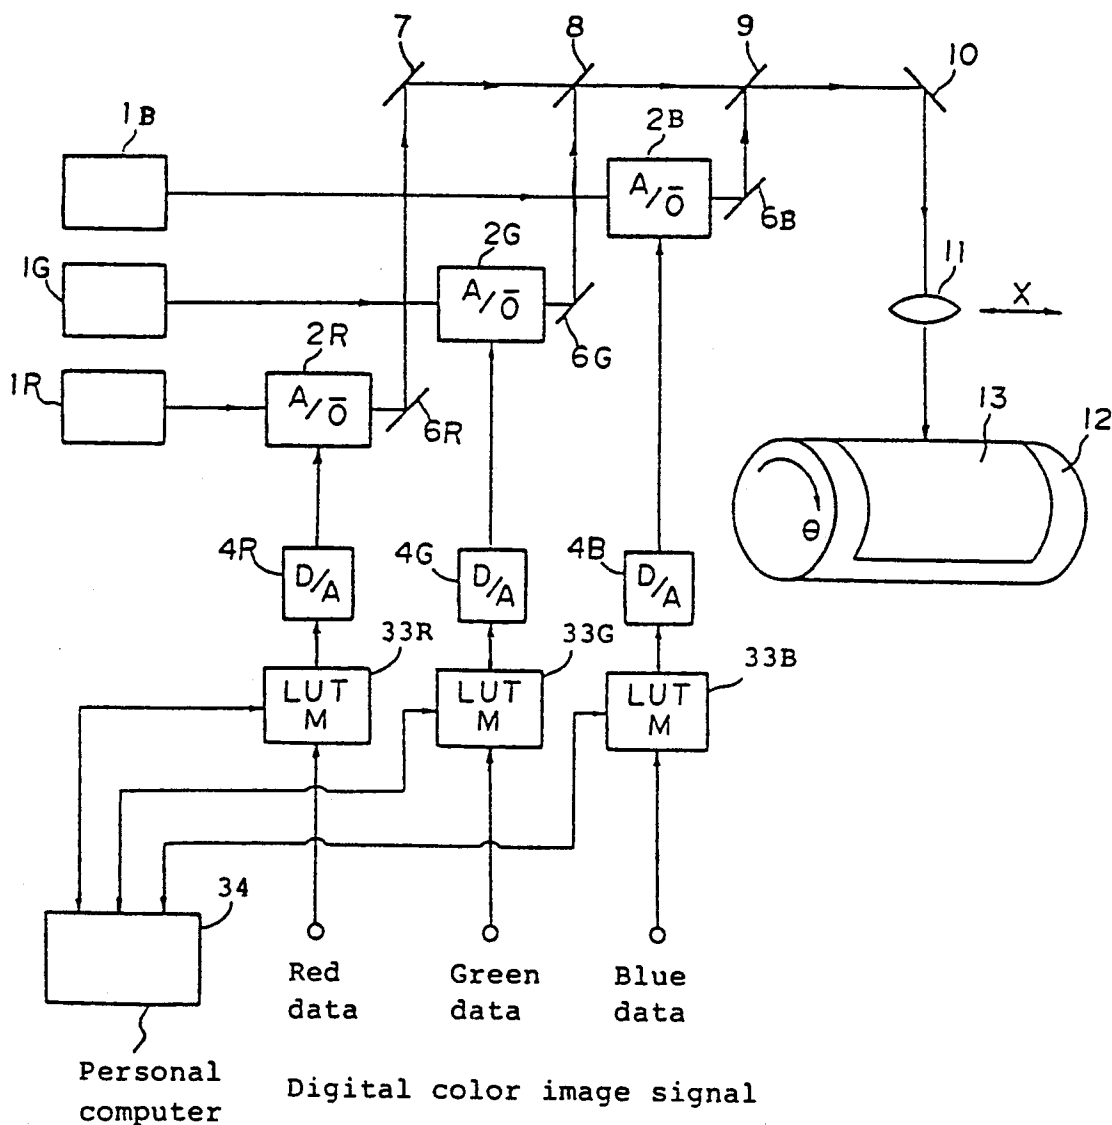 7
8
9
10
1B
2B
A/Ō
6B
1G
2G
A/Ō
6G
11
X
1R
2R
A/Ō
6R
13
12
θ
4R
D/A
4G
D/A
4B
D/A
33R
LUT
M
33G
LUT
M
33B
LUT
M
34
Red
data
Green
data
Blue
data
Personal
computer
Digital color image signal